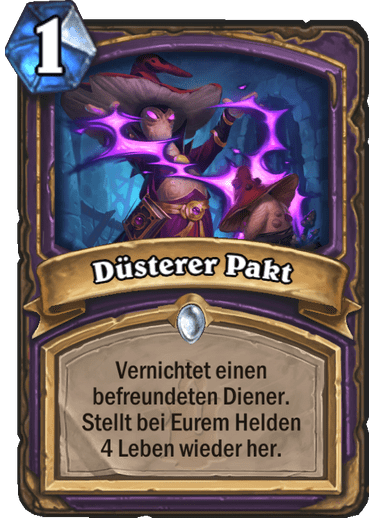 1
Düsterer Pakt
Vernichtet einen
befreundeten Diener.
Stellt bei Eurem Helden
4 Leben wieder her.